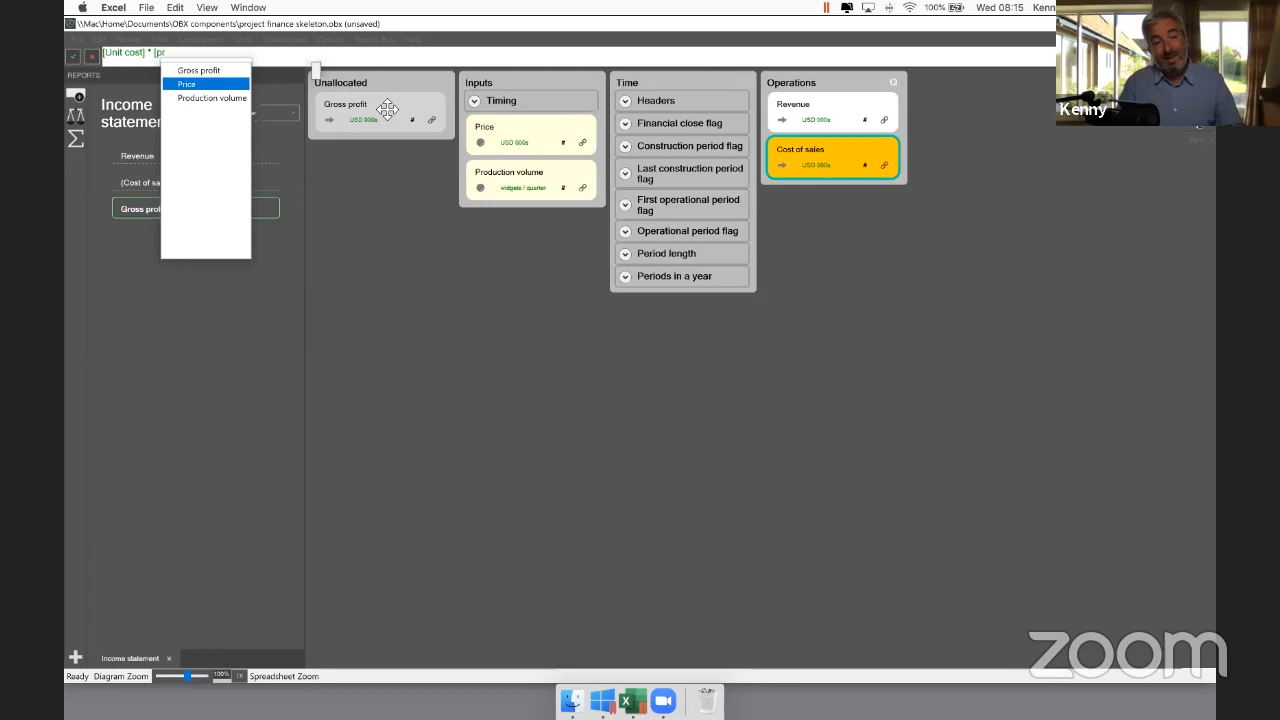 Excel File Edit View Window 100% Wed 08:15 Kenn
\\Mac\Home\Documents\OBX components\project finance skeleton.obx (unsaved)
[Unit cost] * [pr
REPORTS
Gross profit
Price
Production volume
Income
statemen
Revenue
(Cost of sa
Gross prof
Unallocated
Gross profit
USD 000s #
Inputs
Timing
Price
USD 000s #
Production volume
widgets / quarter #
Time
Headers
Financial close flag
Construction period flag
Last construction period
flag
First operational period
flag
Operational period flag
Period length
Periods in a year
Operations
Revenue
USD 000s #
Cost of sales
USD 000s #
Kenny
Income statement
Ready Diagram Zoom 100% 1X Spreadsheet Zoom
zoom